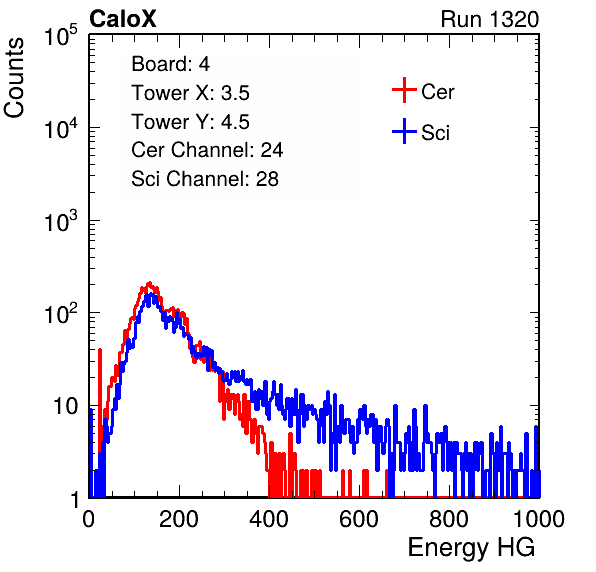 CaloX Run 1320
Counts
Board: 4
Tower X: 3.5
Tower Y: 4.5
Cer Channel: 24
Sci Channel: 28
Cer
Sci
10^5
10^4
10^3
10^2
10
1
0 200 400 600 800 1000
Energy HG